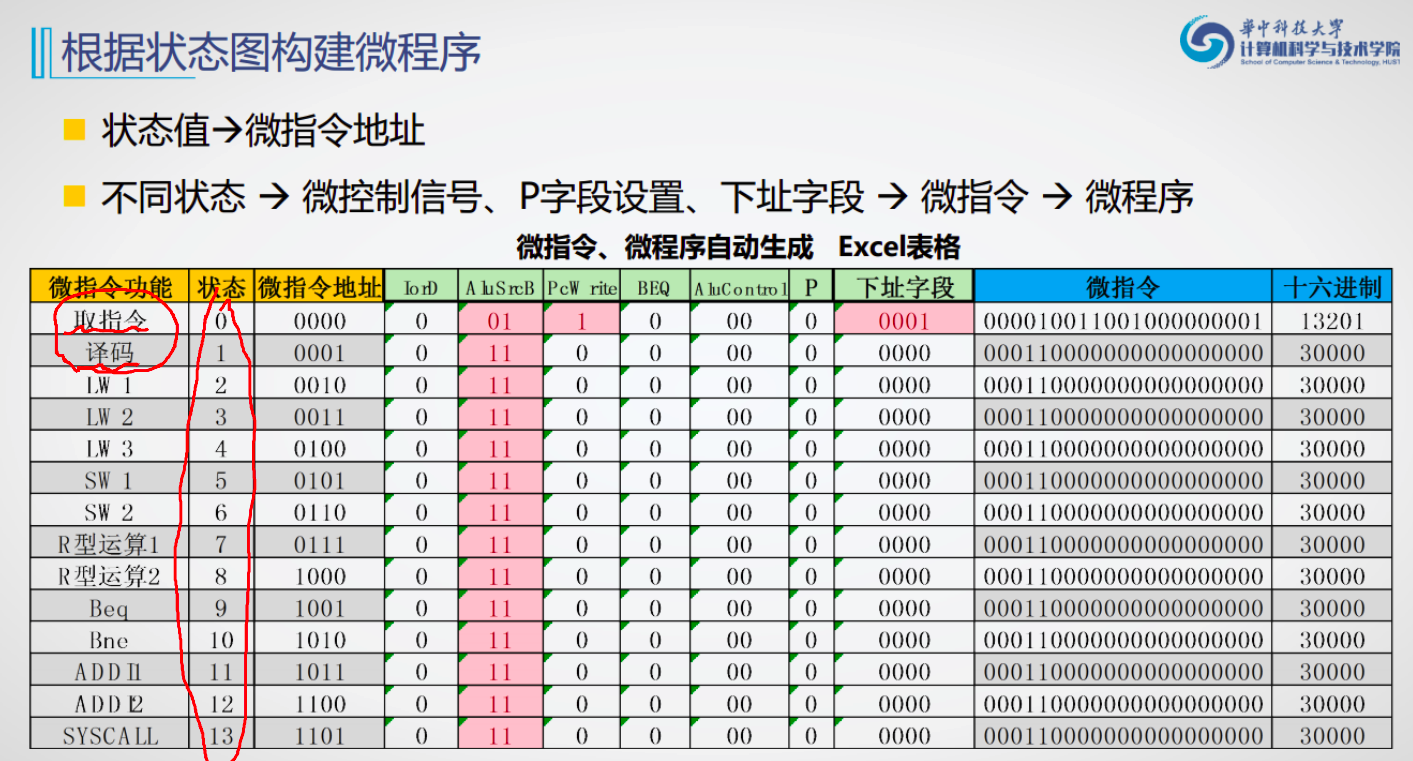 根据状态图构建微程序
华中科技大学
计算机科学与技术学院
School of Computer Science & Technology, HUST
状态值→微指令地址
不同状态 → 微控制信号、P字段设置、下址字段 → 微指令 → 微程序
微指令、微程序自动生成 Excel表格
微指令功能 状态 微指令地址 IorD AluSrcB PcWrite BEQ AluControl P 下址字段 微指令 十六进制
取指令 0 0000 0 01 1 0 00 0 0001 000010011001000000001 13201
译码 1 0001 0 11 0 0 00 0 0000 000110000000000000000 30000
LW 1 2 0010 0 11 0 0 00 0 0000 000110000000000000000 30000
LW 2 3 0011 0 11 0 0 00 0 0000 000110000000000000000 30000
LW 3 4 0100 0 11 0 0 00 0 0000 000110000000000000000 30000
SW 1 5 0101 0 11 0 0 00 0 0000 000110000000000000000 30000
SW 2 6 0110 0 11 0 0 00 0 0000 000110000000000000000 30000
R型运算1 7 0111 0 11 0 0 00 0 0000 000110000000000000000 30000
R型运算2 8 1000 0 11 0 0 00 0 0000 000110000000000000000 30000
Beq 9 1001 0 11 0 0 00 0 0000 000110000000000000000 30000
Bne 10 1010 0 11 0 0 00 0 0000 000110000000000000000 30000
ADDI1 11 1011 0 11 0 0 00 0 0000 000110000000000000000 30000
ADDI2 12 1100 0 11 0 0 00 0 0000 000110000000000000000 30000
SYSCALL 13 1101 0 11 0 0 00 0 0000 000110000000000000000 30000